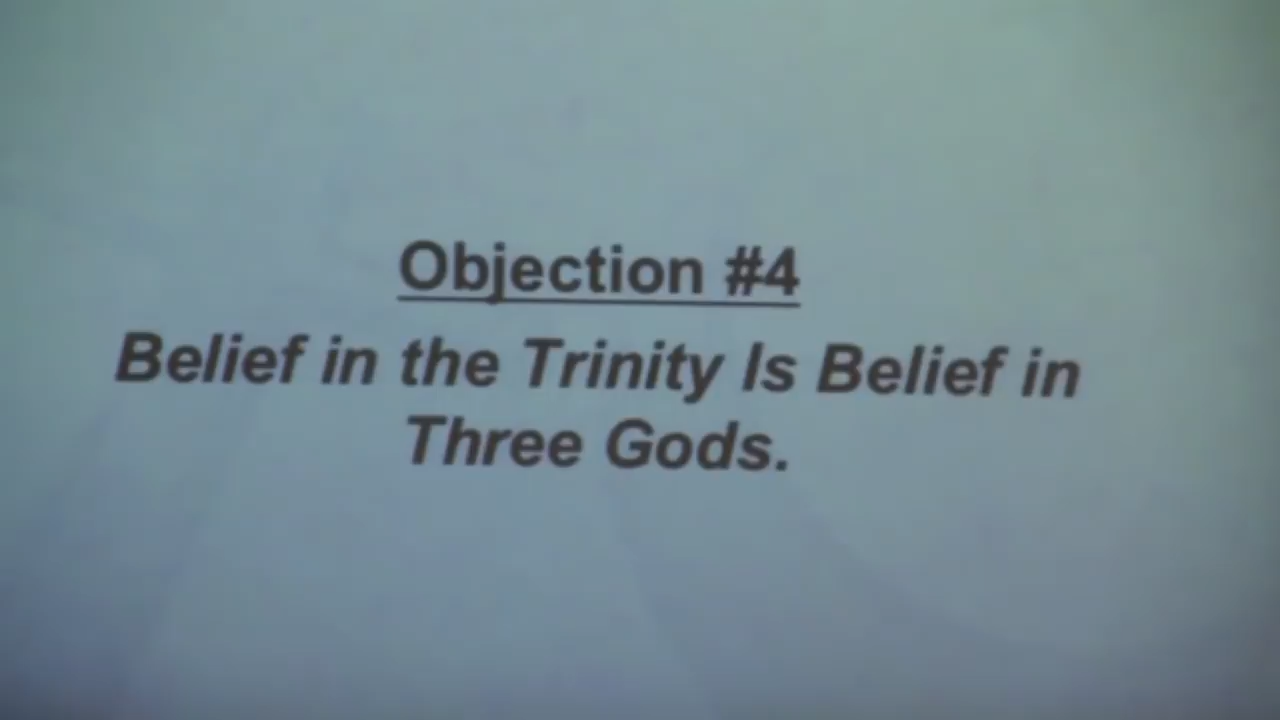 Objection #4
Belief in the Trinity Is Belief in
Three Gods.